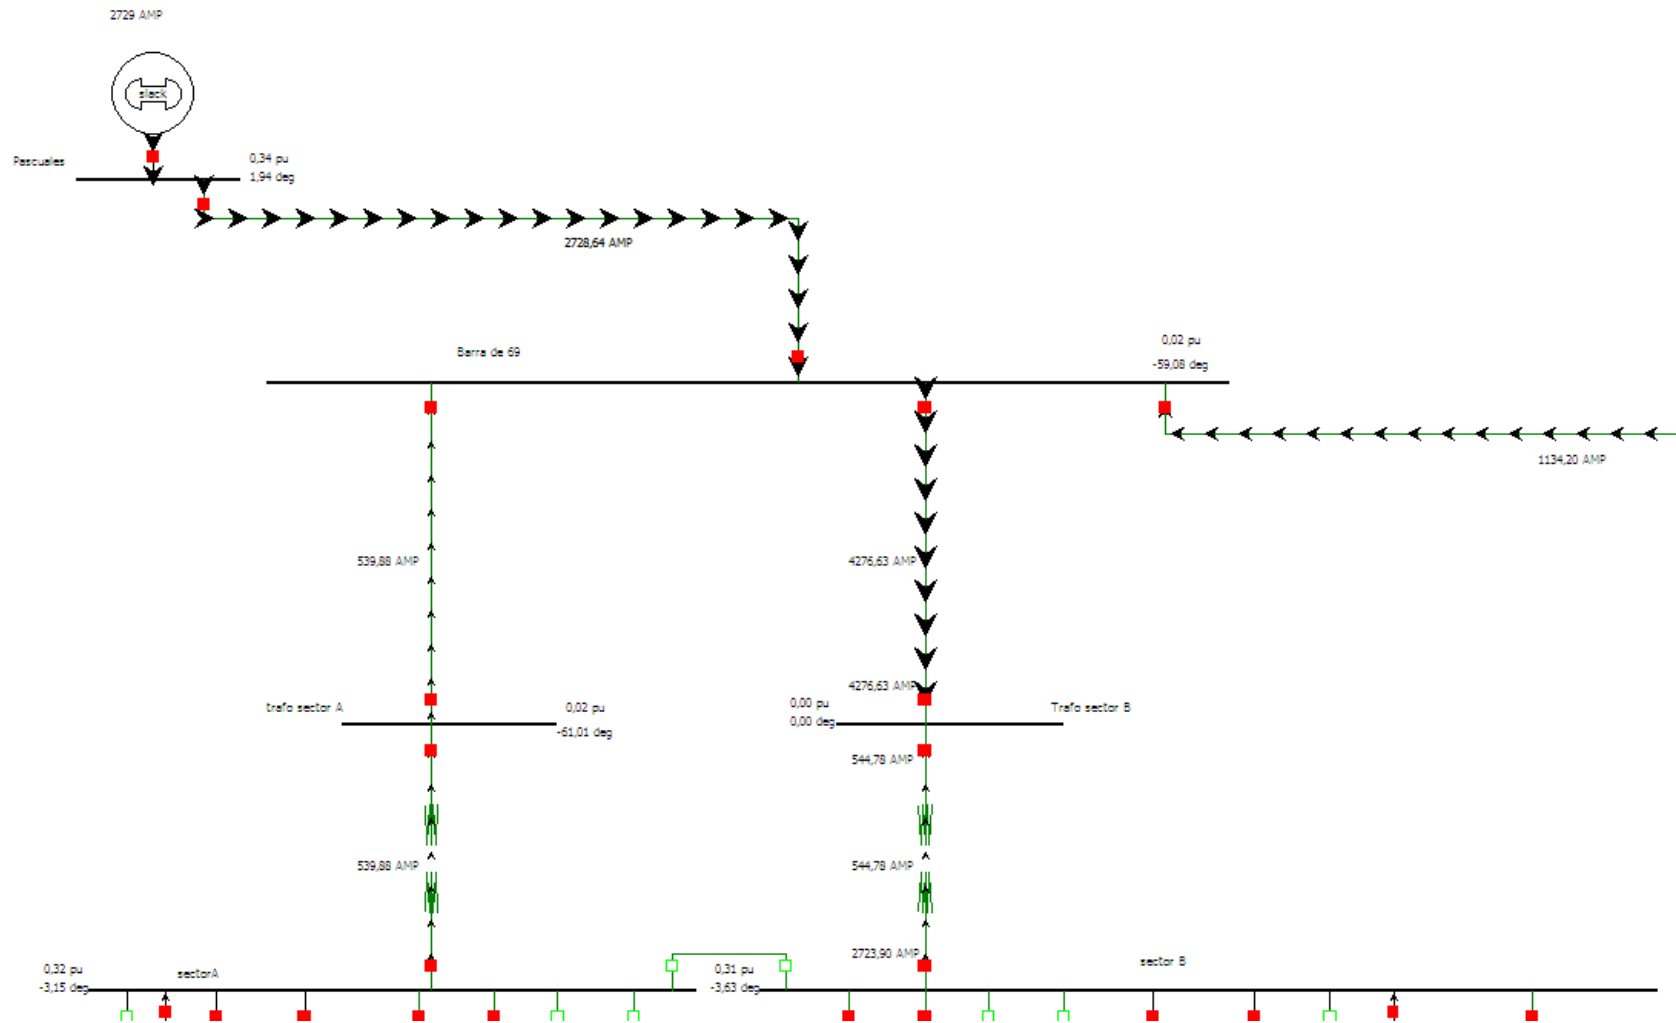 2729 AMP
slack
Pascuales
0,34 pu
1,94 deg
2728,64 AMP
Barra de 69
0,02 pu
-59,08 deg
1134,20 AMP
539,88 AMP
4276,63 AMP
4276,63 AMP
trafo sector A
0,02 pu
-61,01 deg
0,00 pu
0,00 deg
Trafo sector B
544,78 AMP
539,88 AMP
544,78 AMP
2723,90 AMP
0,32 pu
-3,15 deg
sectorA
0,31 pu
-3,63 deg
sector B